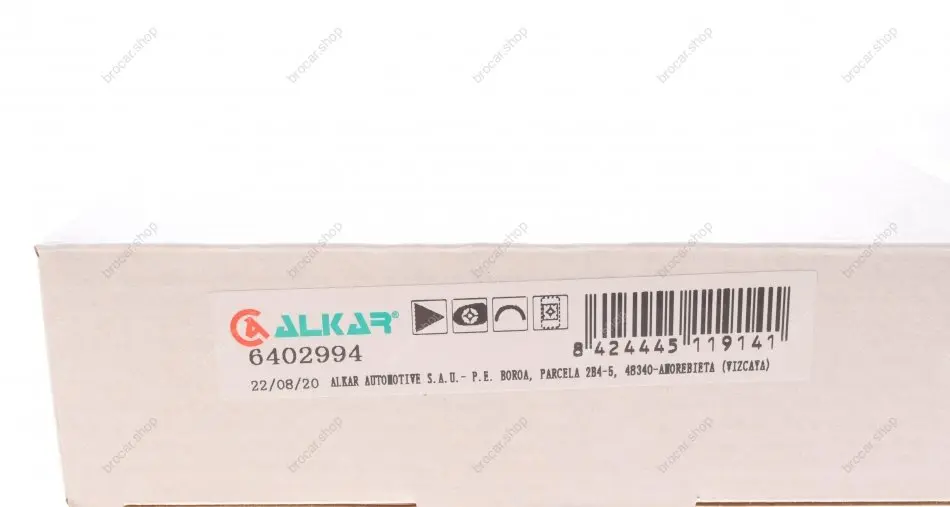 brocar.shop brocar.shop brocar.shop brocar.shop brocar.shop
brocar.shop brocar.shop brocar.shop brocar.shop brocar.shop
ALKAR®
6402994
8 424445 119141
22/08/20 ALKAR AUTOMOTIVE S.A.U.- P.E. BOROA, PARCELA 2B4-5, 48340-AMOREBIETA (VIZCAYA)
brocar.shop brocar.shop brocar.shop brocar.shop brocar.shop